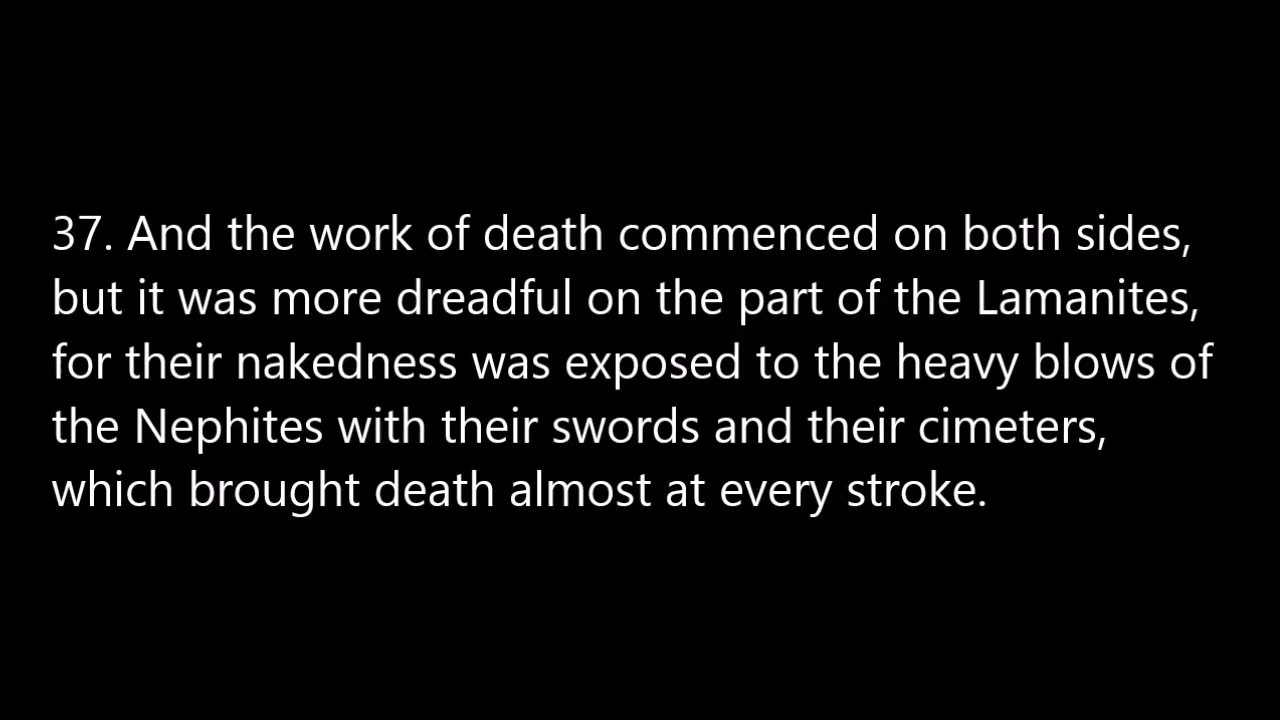 37. And the work of death commenced on both sides,
but it was more dreadful on the part of the Lamanites,
for their nakedness was exposed to the heavy blows of
the Nephites with their swords and their cimeters,
which brought death almost at every stroke.